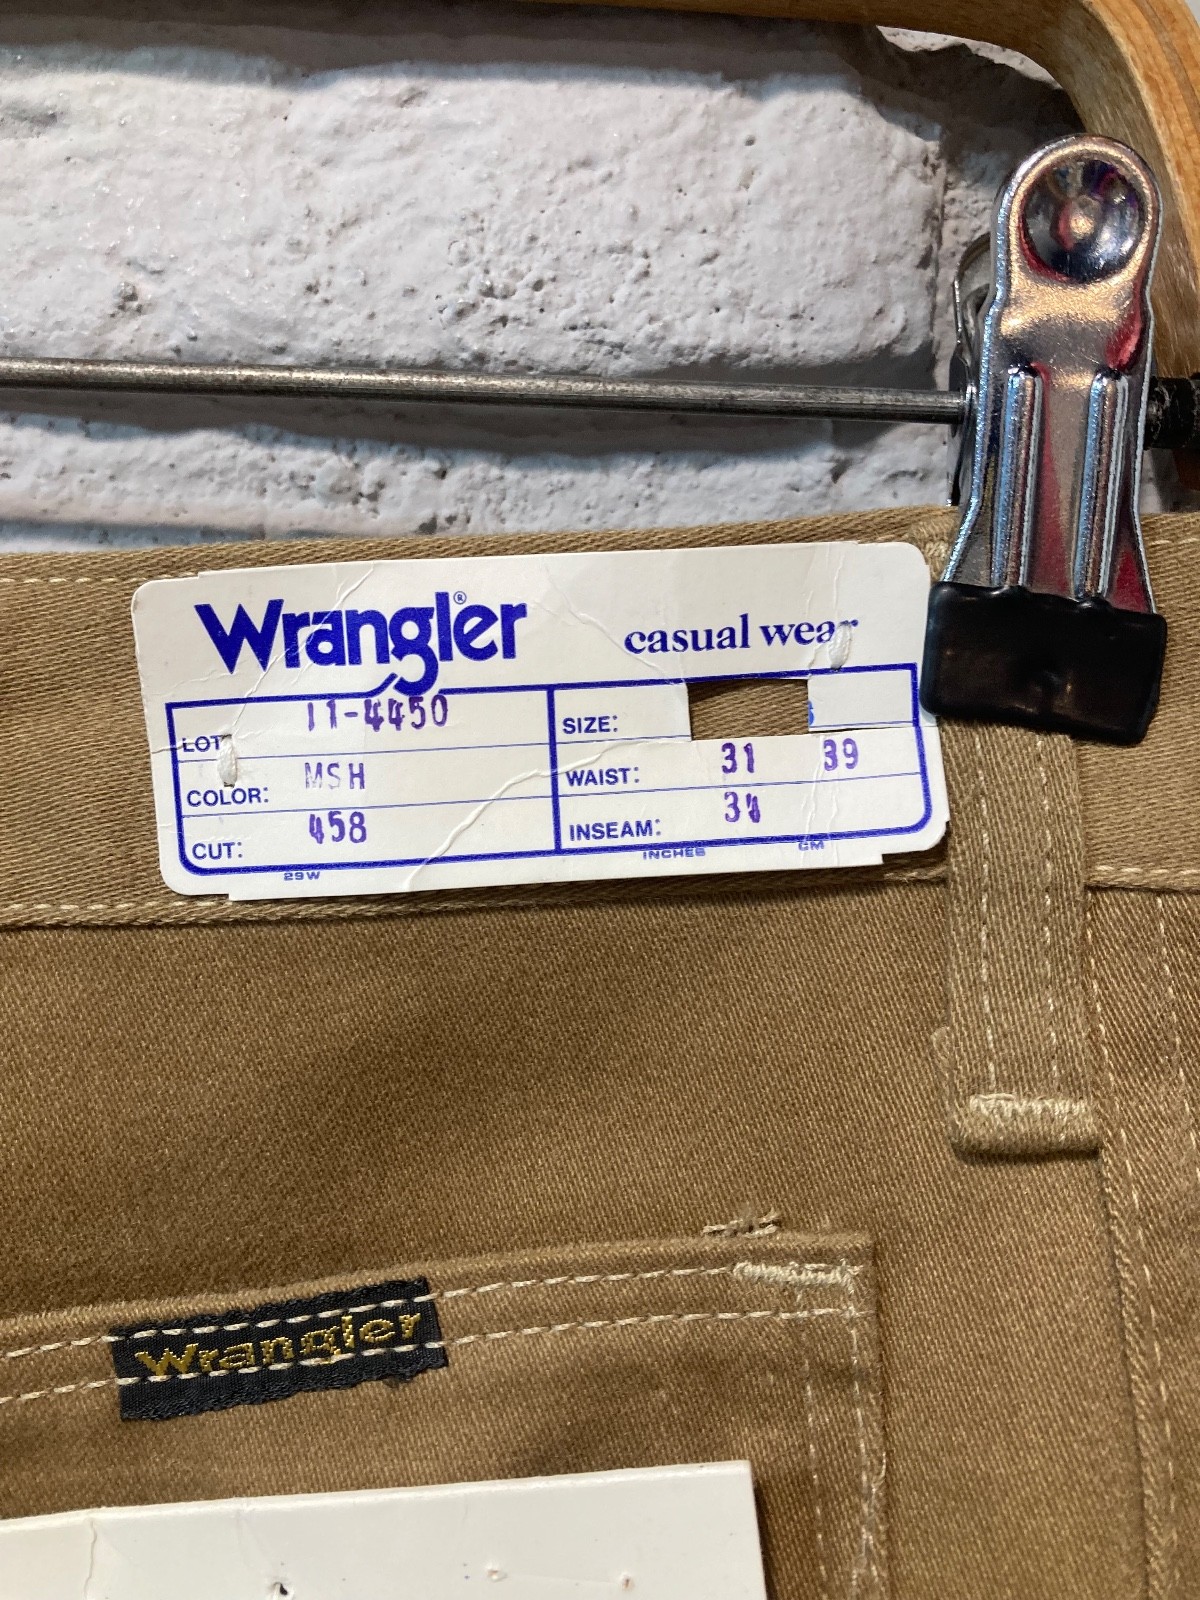 Wrangler® casual wear
LOT: 11-4450
COLOR: MSH
CUT: 458
29W
SIZE:
WAIST: 31 39
INSEAM: 34
INCHES CM
Wrangler